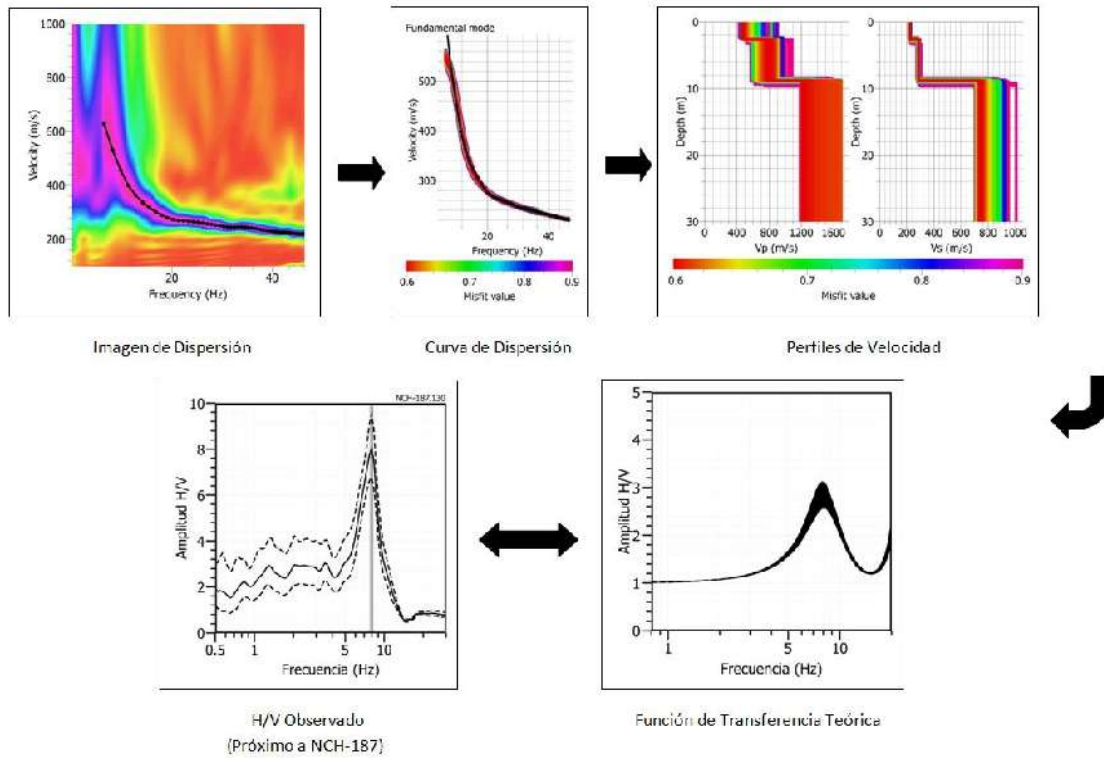 1000
800
600
400
200
Velocity (m/s)
20
40
Frequency (Hz)
Imagen de Dispersión
Fundamental mode
500
400
300
Velocity (m/s)
20
40
Frequency (Hz)
0.6
0.7
0.8
0.9
Misfit value
Curva de Dispersión
0
10
20
30
Depth (m)
0
400
800
1200
1600
Vp (m/s)
0
10
20
30
Depth (m)
0
200
400
600
800
1000
Vs (m/s)
0.6
0.7
0.8
0.9
Misfit value
Perfiles de Velocidad
NCH-187.130
10
8
6
4
2
0
Amplitud H/V
0.5
1
5
10
Frecuencia (Hz)
H/V Observado
(Próximo a NCH-187)
5
4
3
2
1
0
Amplitud H/V
1
5
10
Frecuencia (Hz)
Función de Transferencia Teórica